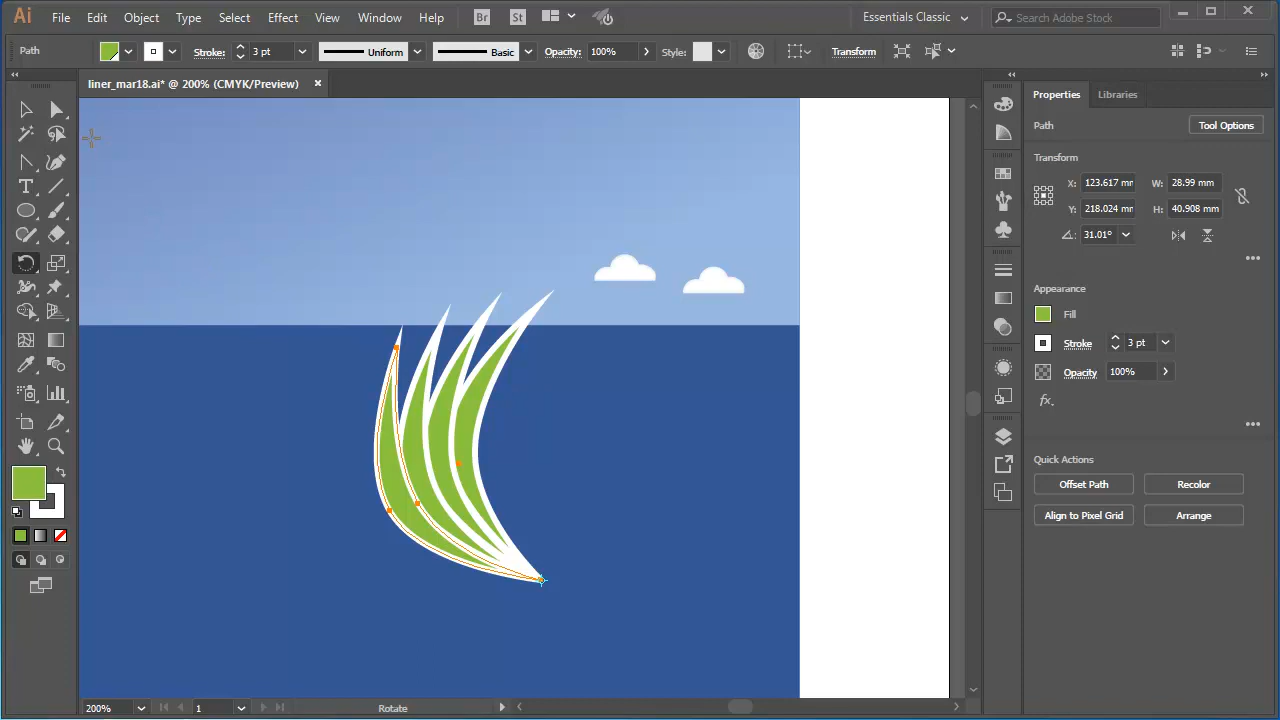 Ai File Edit Object Type Select Effect View Window Help Br St Essentials Classic Search Adobe Stock
Path Stroke: 3 pt Uniform Basic Opacity: 100% Style: Transform
liner_mar18.ai* @ 200% (CMYK/Preview)
Properties Libraries
Path Tool Options
Transform
X: 123.617 mm W: 28.99 mm
Y: 218.024 mm H: 40.908 mm
31.01°
Appearance
Fill
Stroke 3 pt
Opacity 100%
fx.
Quick Actions
Offset Path Recolor
Align to Pixel Grid Arrange
T
200% 1 Rotate